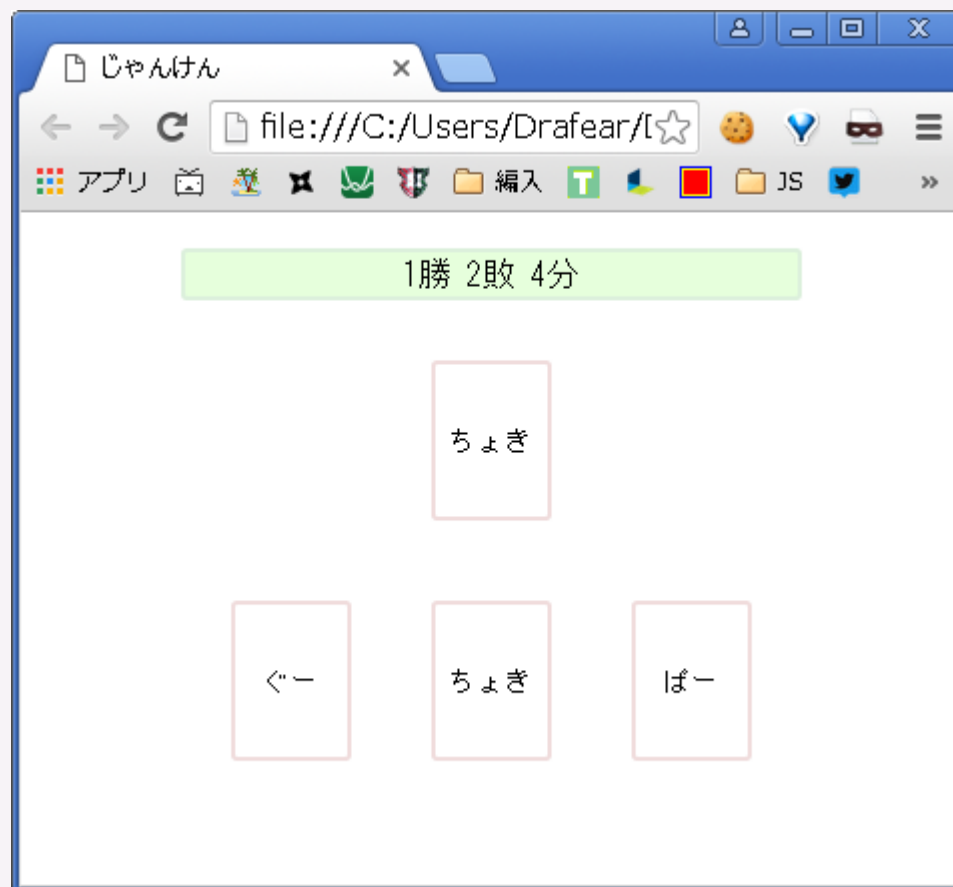 じゃんけん
file:///C:/Users/Drafear/[
アプリ 編入 T JS »
1勝 2敗 4分
ちょき
ぐー ちょき ぱー